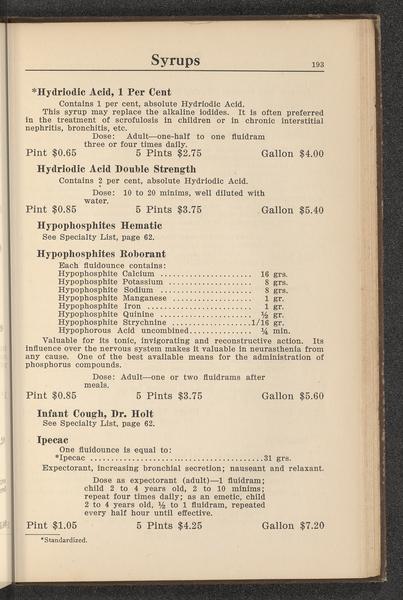 Syrups
193
*Hydriodic Acid, 1 Per Cent
Contains 1 per cent, absolute Hydriodic Acid.
This syrup may replace the alkaline iodides. It is often preferred
in the treatment of scrofulosis in children or in chronic interstitial
nephritis, bronchitis, etc.
Dose: Adult—one-half to one fluidram
three or four times daily.
Pint $0.65 5 Pints $2.75 Gallon $4.00
Hydriodic Acid Double Strength
Contains 2 per cent, absolute Hydriodic Acid.
Dose: 10 to 20 minims, well diluted with
water.
Pint $0.85 5 Pints $3.75 Gallon $5.40
Hypophosphites Hematic
See Specialty List, page 62.
Hypophosphites Roborant
Each fluidounce contains:
Hypophosphite Calcium ...................... 16 grs.
Hypophosphite Potassium .................... 8 grs.
Hypophosphite Sodium ...................... 8 grs.
Hypophosphite Manganese ................... 1 gr.
Hypophosphite Iron ......................... 1 gr.
Hypophosphite Quinine ...................... ½ gr.
Hypophosphite Strychnine ...................1/16 gr.
Hypophorous Acid uncombined............... ¼ min.
Valuable for its tonic, invigorating and reconstructive action. Its
influence over the nervous system makes it valuable in neurasthenia from
any cause. One of the best available means for the administration of
phosphorus compounds.
Dose: Adult—one or two fluidrams after
meals.
Pint $0.85 5 Pints $3.75 Gallon $5.60
Infant Cough, Dr. Holt
See Specialty List, page 62.
Ipecac
One fluidounce is equal to:
*Ipecac .........................................31 grs.
Expectorant, increasing bronchial secretion; nauseant and relaxant.
Dose as expectorant (adult)—1 fluidram;
child 2 to 4 years old, 2 to 10 minims;
repeat four times daily; as an emetic, child
2 to 4 years old, ½ to 1 fluidram, repeated
every half hour until effective.
Pint $1.05 5 Pints $4.25 Gallon $7.20
*Standardized.